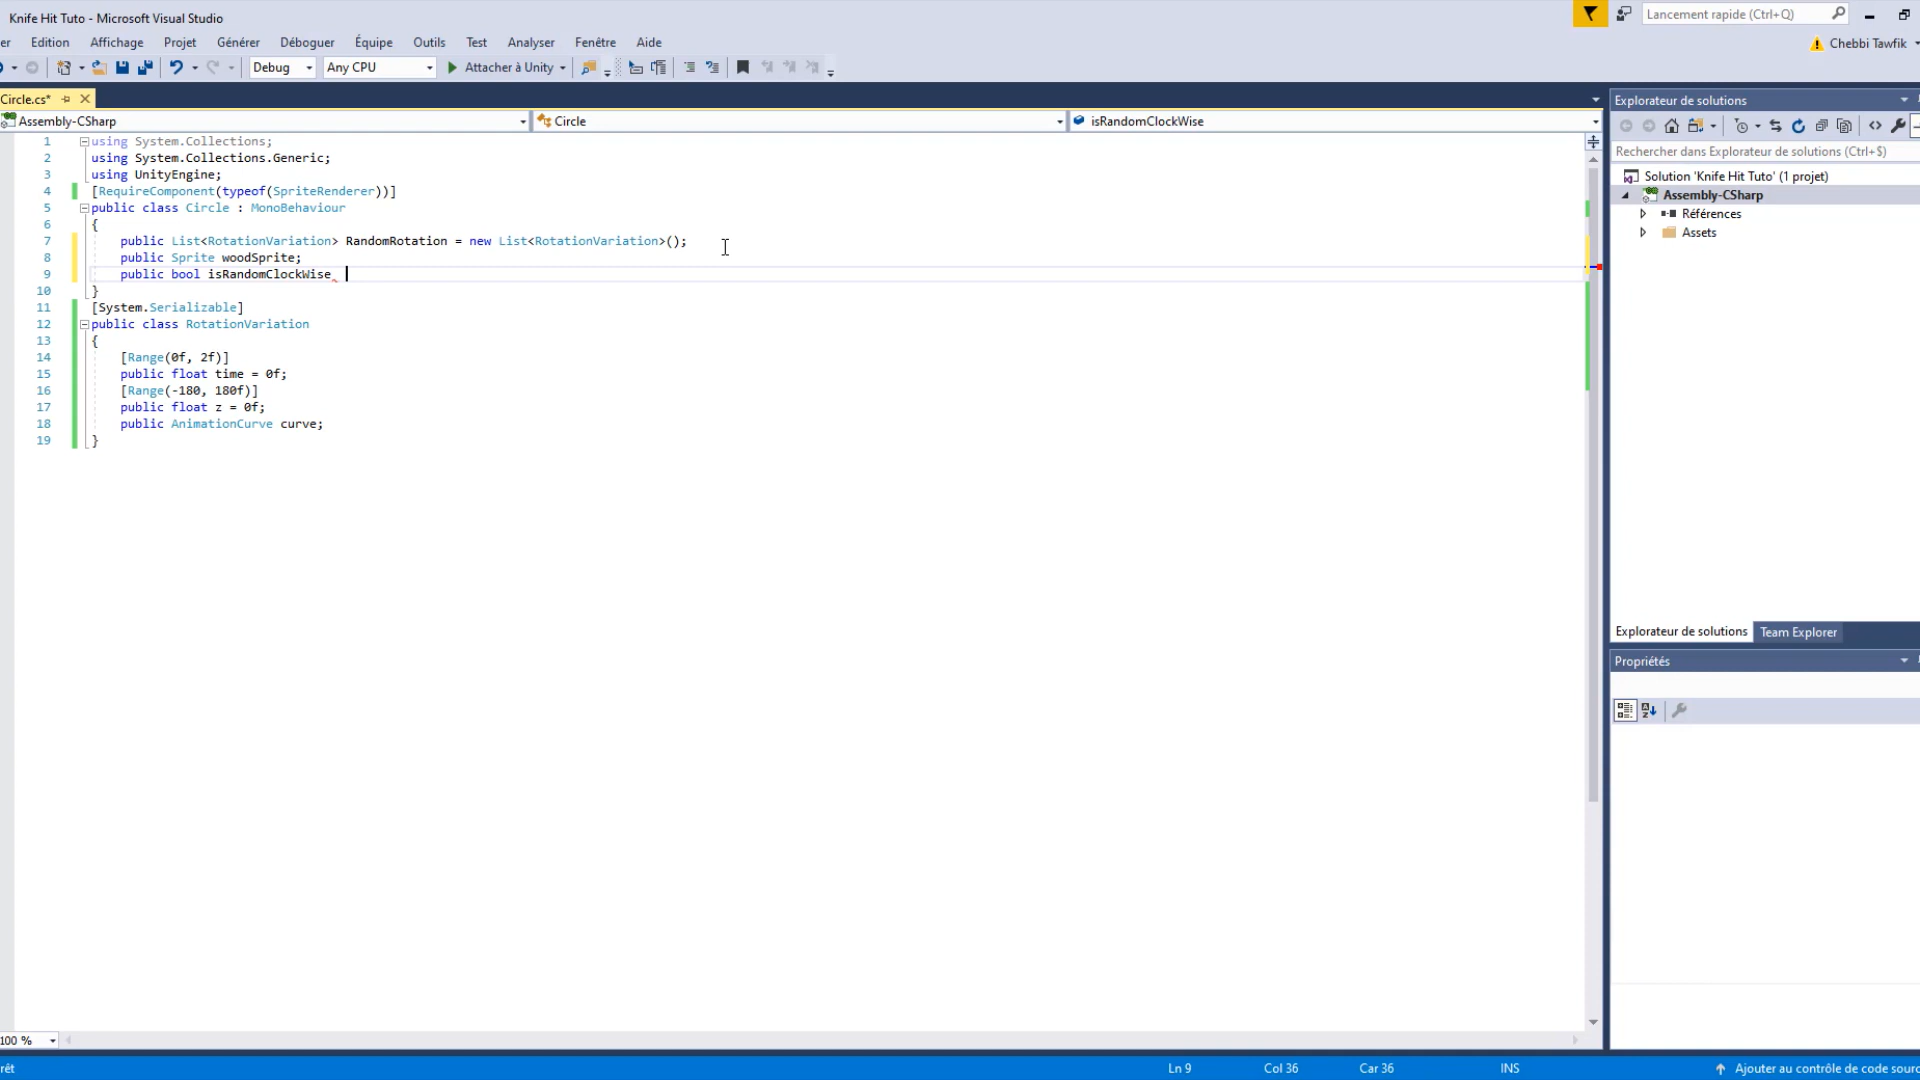 Knife Hit Tuto - Microsoft Visual Studio
Lancement rapide (Ctrl+Q)
er Edition Affichage Projet Générer Déboguer Équipe Outils Test Analyser Fenêtre Aide
Chebbi Tawfik
Debug Any CPU Attacher à Unity
Circle.cs*
Assembly-CSharp Circle isRandomClockWise
1 using System.Collections;
2 using System.Collections.Generic;
3 using UnityEngine;
4 [RequireComponent(typeof(SpriteRenderer))]
5 public class Circle : MonoBehaviour
6 {
7 public List<RotationVariation> RandomRotation = new List<RotationVariation>();
8 public Sprite woodSprite;
9 public bool isRandomClockWise
10 }
11 [System.Serializable]
12 public class RotationVariation
13 {
14 [Range(0f, 2f)]
15 public float time = 0f;
16 [Range(-180, 180f)]
17 public float z = 0f;
18 public AnimationCurve curve;
19 }
Explorateur de solutions
Rechercher dans Explorateur de solutions (Ctrl+$)
Solution 'Knife Hit Tuto' (1 projet)
Assembly-CSharp
Références
Assets
Explorateur de solutions Team Explorer
Propriétés
100 %
rêt Ln 9 Col 36 Car 36 INS Ajouter au contrôle de code sourc